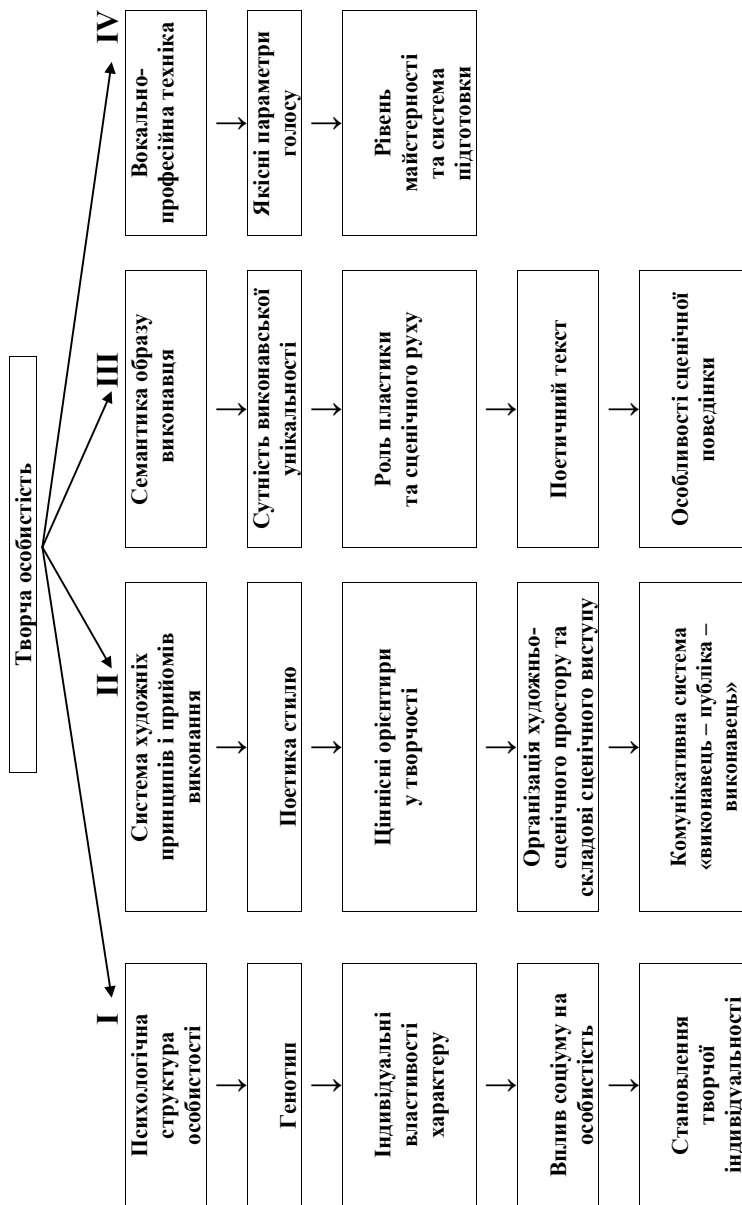 Творча особистість
I
Психологічна
структура
особистості
Генотип
Індивідуальні
властивості
характеру
Вплив соціуму на
особистість
Становлення
творчої
індивідуальності
II
Система художніх
принципів і прийомів
виконання
Поетика стилю
Ціннісні орієнтири
у творчості
Організація художньо-
сценічного простору та
складові сценічного виступу
Комунікативна система
«виконавець – публіка –
виконавець»
III
Семантика образу
виконавця
Сутність виконавської
унікальності
Роль пластики
та сценічного руху
Поетичний текст
Особливості сценічної
поведінки
IV
Вокально-
професійна техніка
Якісні параметри
голосу
Рівень
майстерності
та система
підготовки